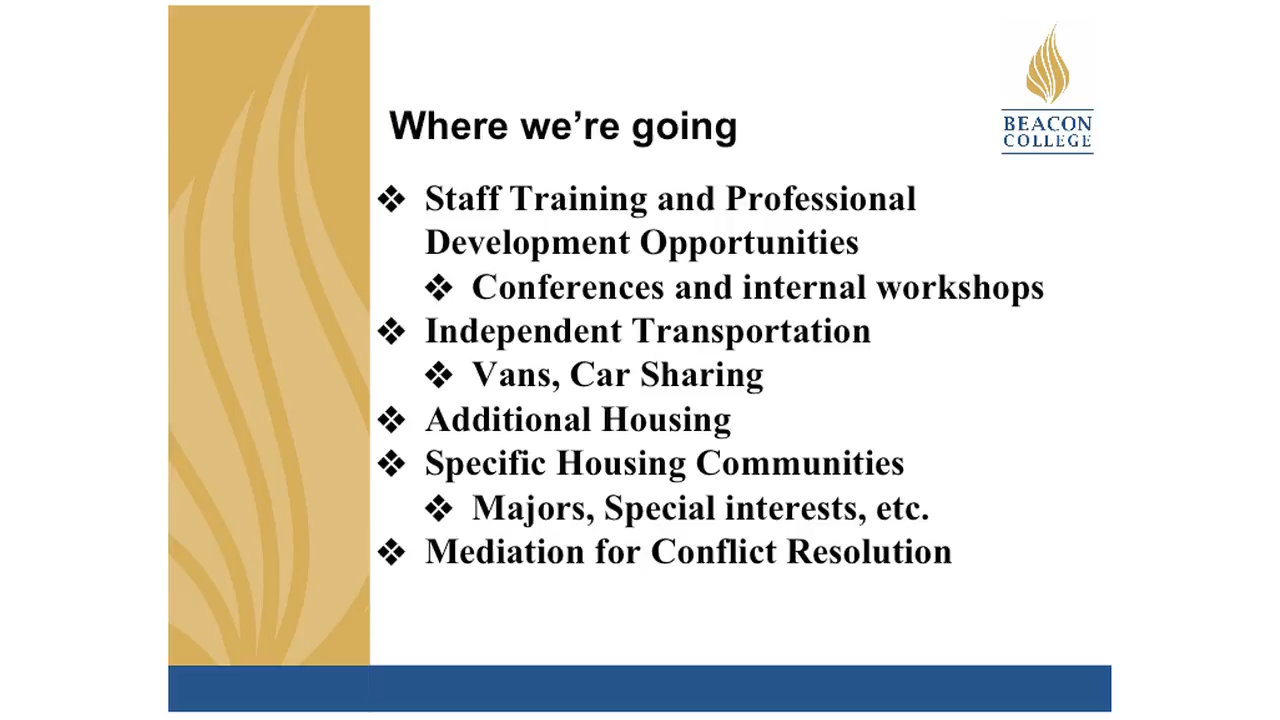 BEACON
COLLEGE
Where we're going
❖ Staff Training and Professional
Development Opportunities
❖ Conferences and internal workshops
❖ Independent Transportation
❖ Vans, Car Sharing
❖ Additional Housing
❖ Specific Housing Communities
❖ Majors, Special interests, etc.
❖ Mediation for Conflict Resolution